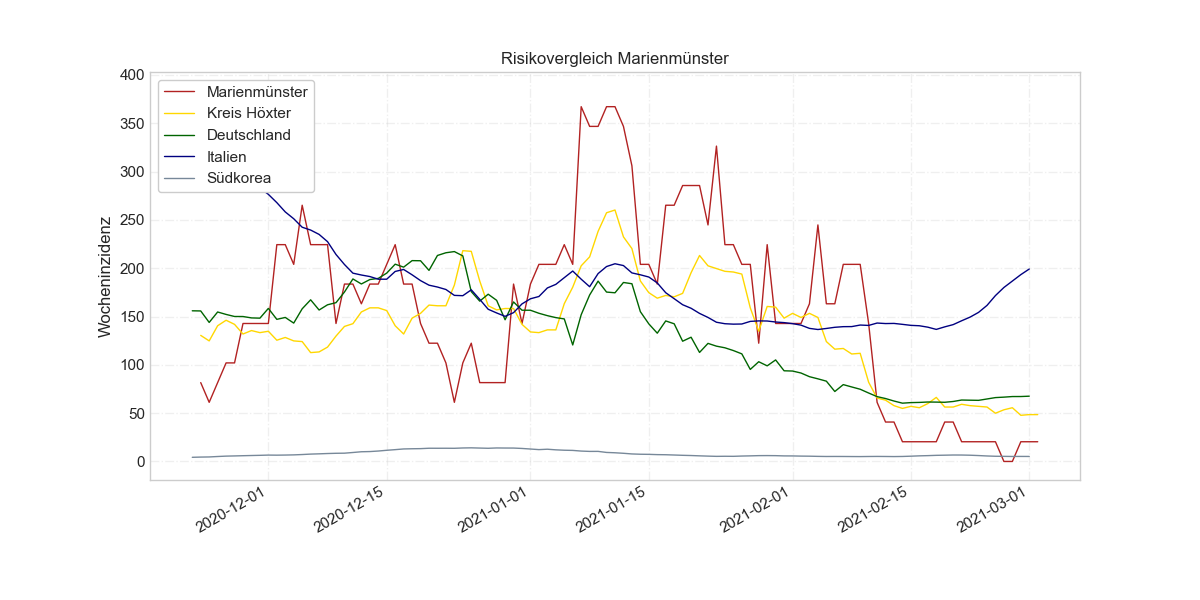 Risikovergleich Marienmünster
Wocheninzidenz
400
350
300
250
200
150
100
50
0
Marienmünster
Kreis Höxter
Deutschland
Italien
Südkorea
2020-12-01
2020-12-15
2021-01-01
2021-01-15
2021-02-01
2021-02-15
2021-03-01